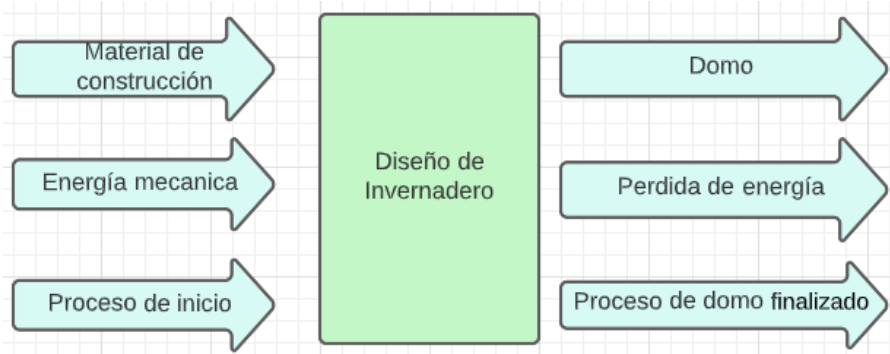 Material de
construcción
Energía mecanica
Proceso de inicio
Diseño de
Invernadero
Domo
Perdida de energía
Proceso de domo finalizado